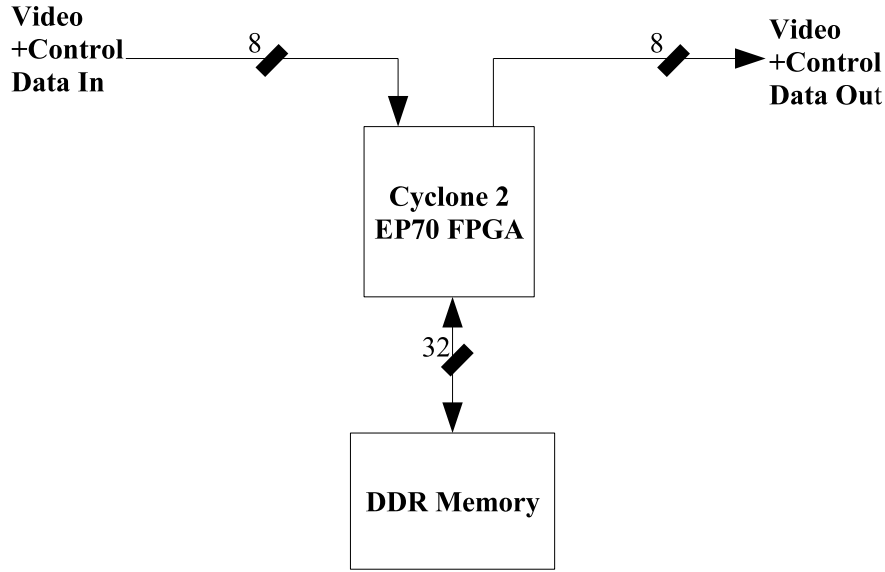 Video
+Control
Data In
8
8
Video
+Control
Data Out
Cyclone 2
EP70 FPGA
32
DDR Memory